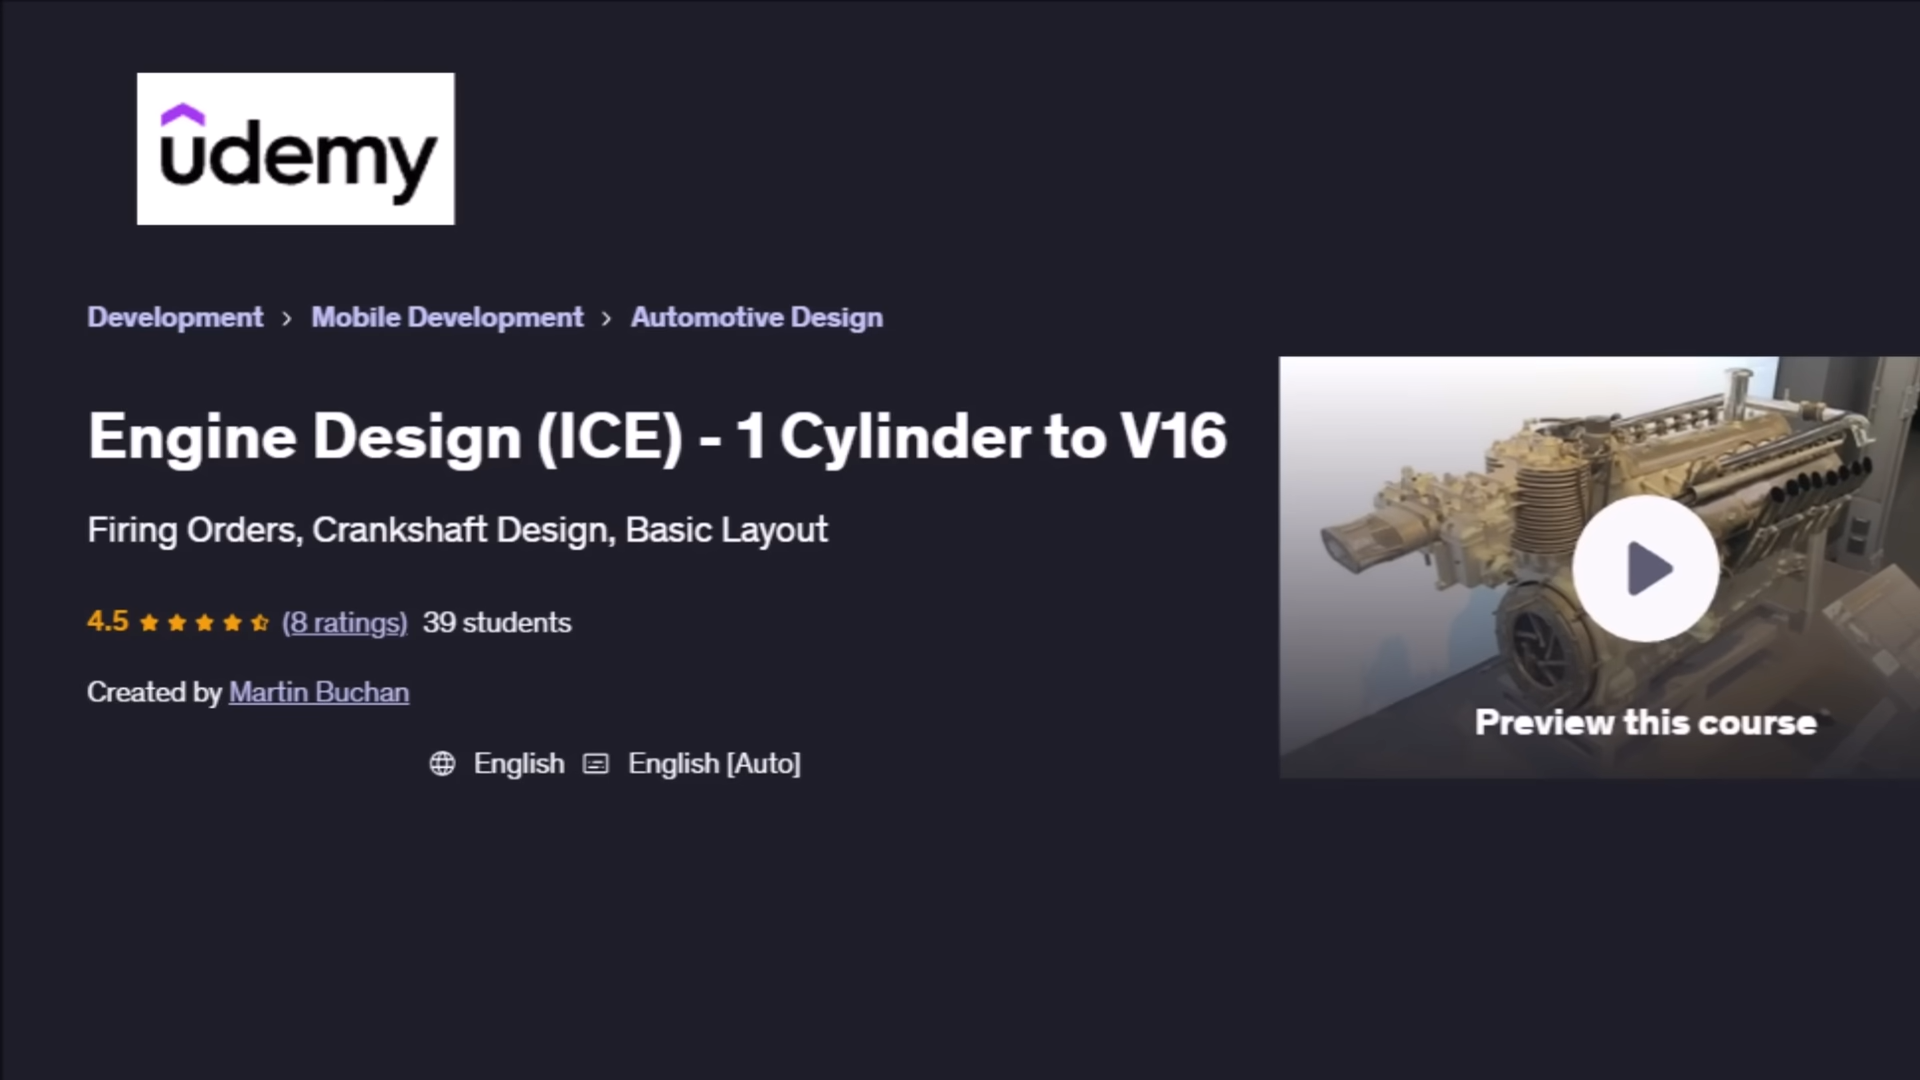 udemy
Development > Mobile Development > Automotive Design
Engine Design (ICE) - 1 Cylinder to V16
Firing Orders, Crankshaft Design, Basic Layout
4.5 (8 ratings) 39 students
Created by Martin Buchan
English English [Auto]
Preview this course